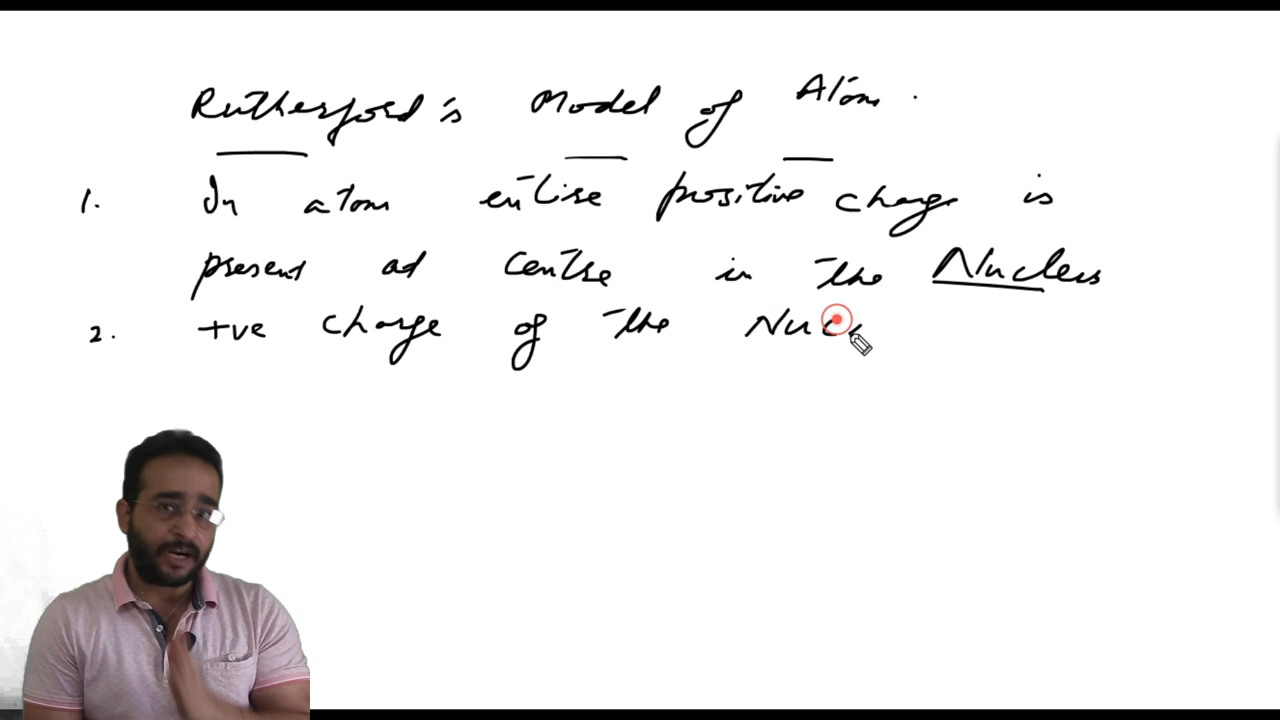 Rutherford's Model of Atom.
1. In atom entire positive charge is
present at centre in the Nucleus
2. +ve charge of the Nuc